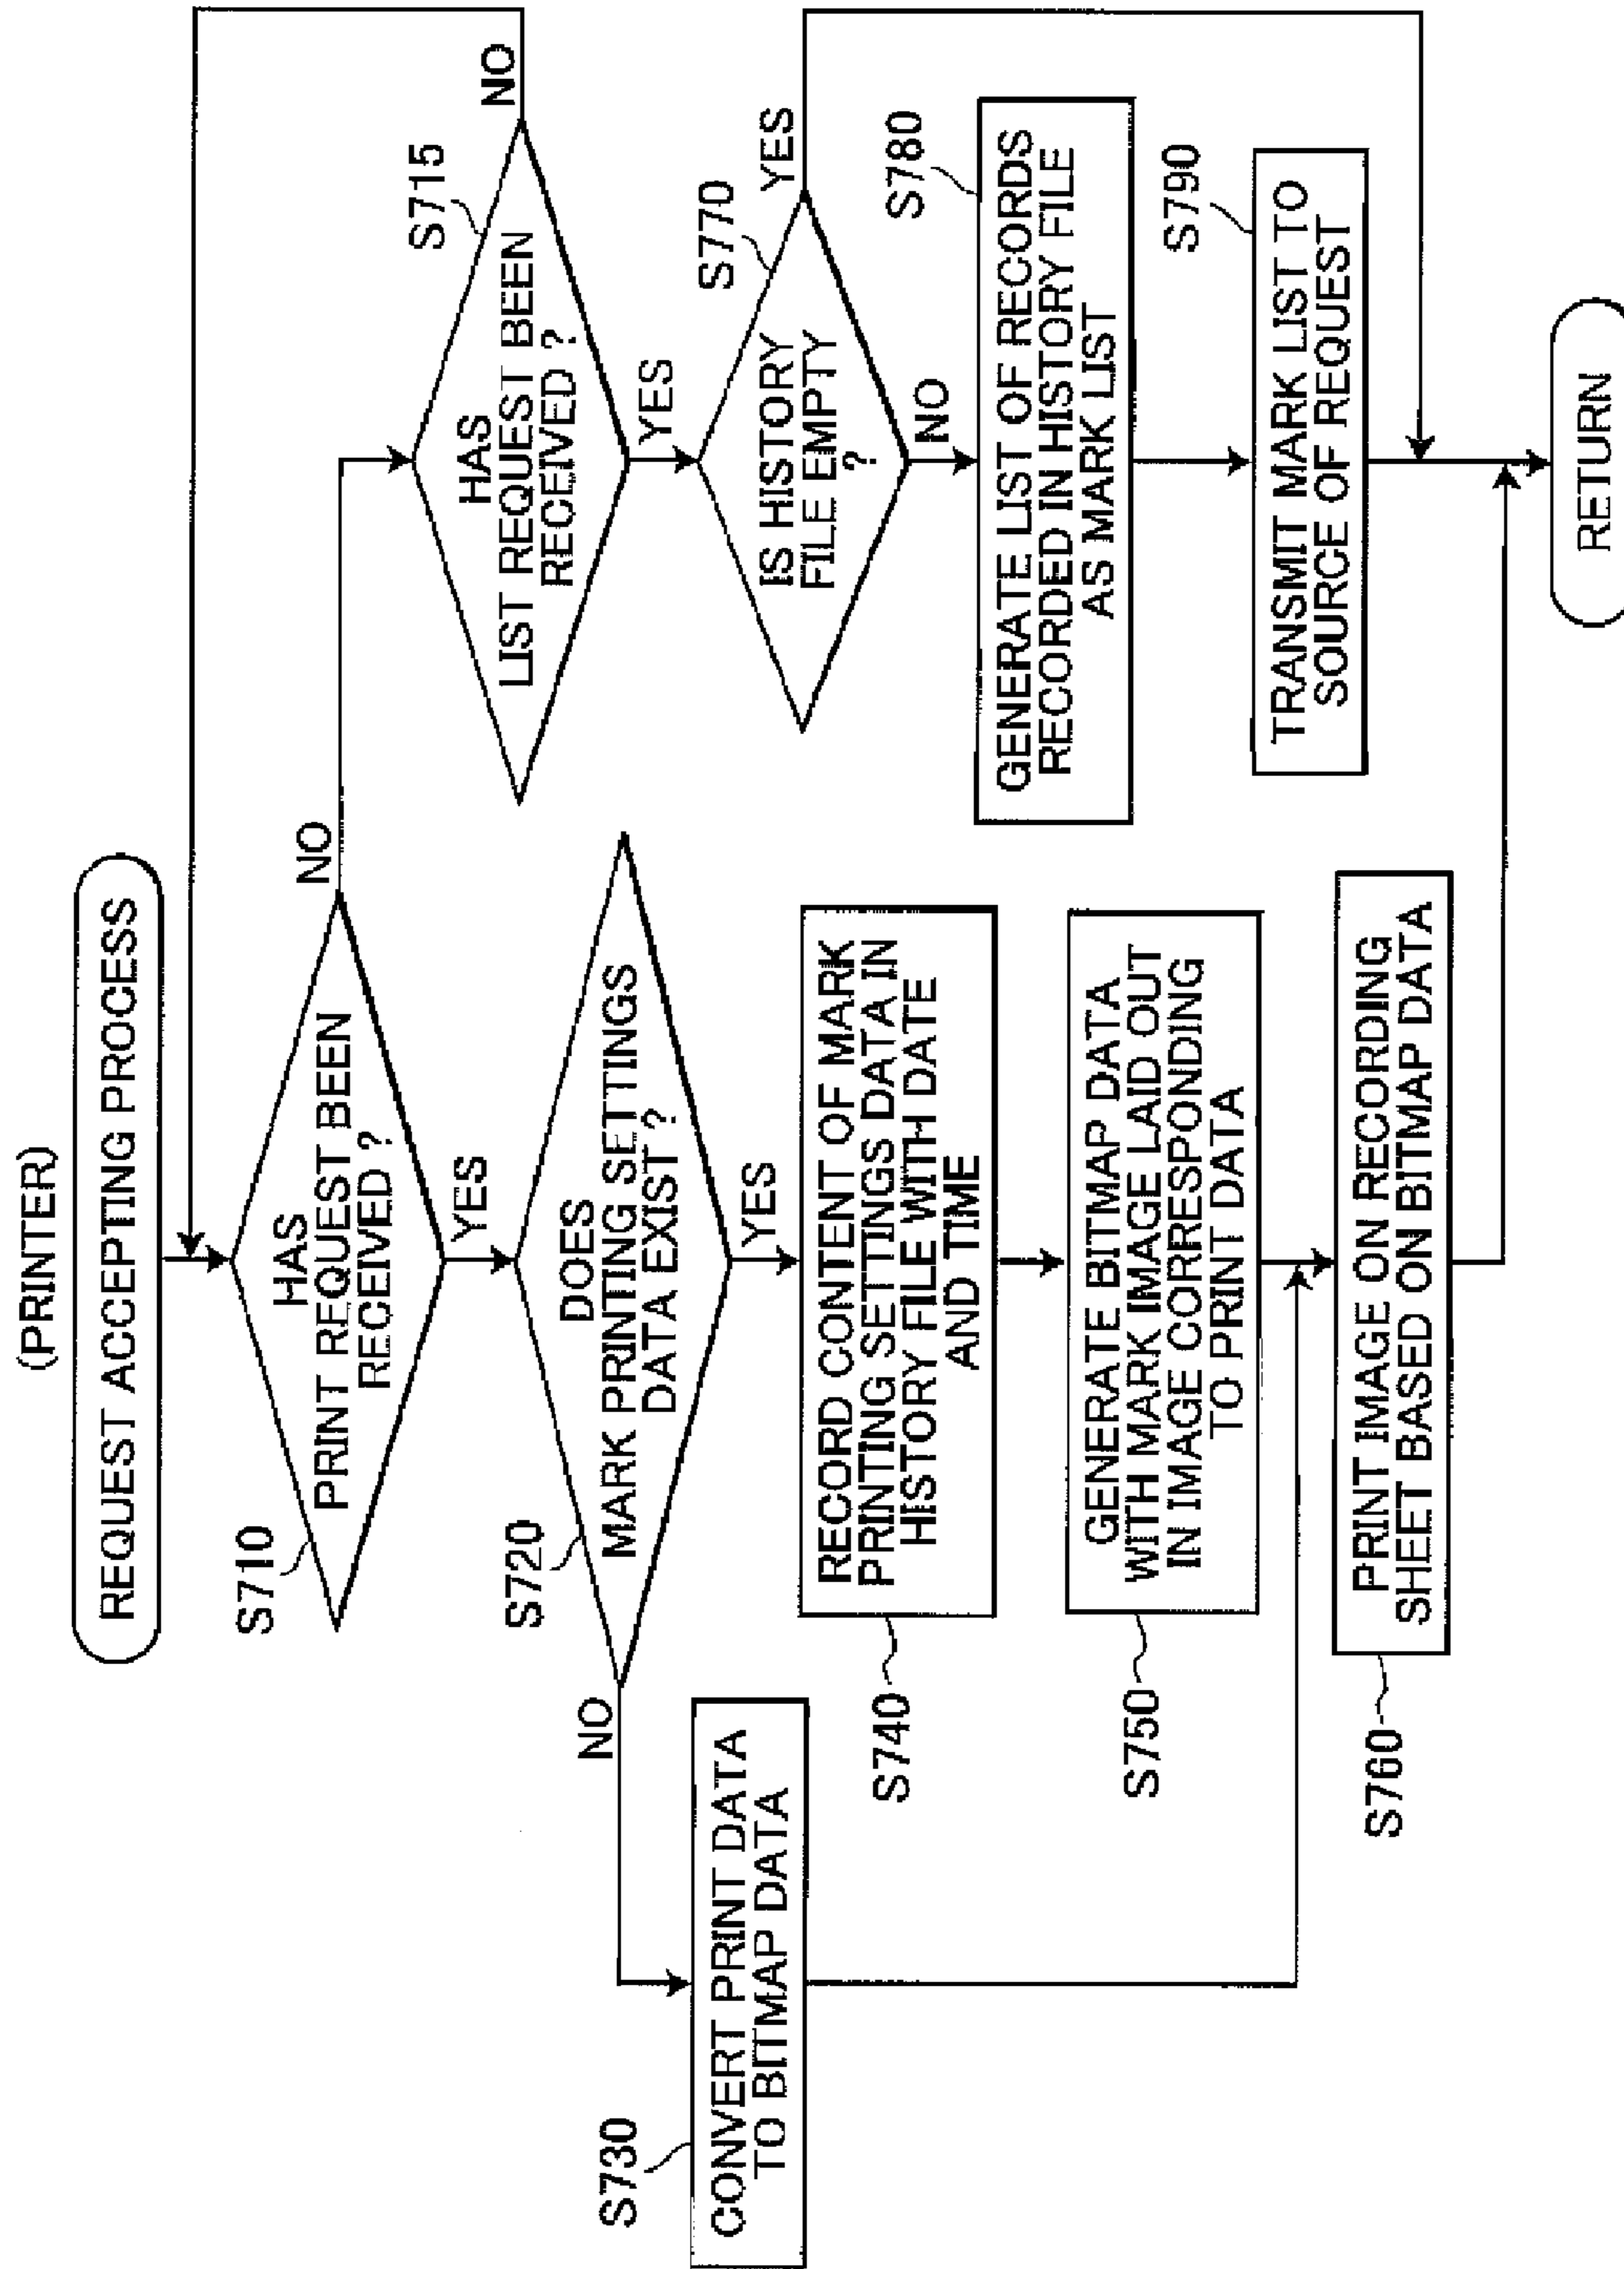 (PRINTER)
REQUEST ACCEPTING PROCESS
S710
HAS
PRINT REQUEST BEEN
RECEIVED ?
NO
YES
S715
HAS
LIST REQUEST BEEN
RECEIVED ?
NO
YES
S720
DOES
MARK PRINTING SETTINGS
DATA EXIST ?
NO
YES
S730
CONVERT PRINT DATA
TO BITMAP DATA
S740
RECORD CONTENT OF MARK
PRINTING SETTINGS DATA IN
HISTORY FILE WITH DATE
AND TIME
S750
GENERATE BITMAP DATA
WITH MARK IMAGE LAID OUT
IN IMAGE CORRESPONDING
TO PRINT DATA
S760
PRINT IMAGE ON RECORDING
SHEET BASED ON BITMAP DATA
S770
IS HISTORY
FILE EMPTY
?
YES
NO
S780
GENERATE LIST OF RECORDS
RECORDED IN HISTORY FILE
AS MARK LIST
S790
TRANSMIT MARK LIST TO
SOURCE OF REQUEST
RETURN